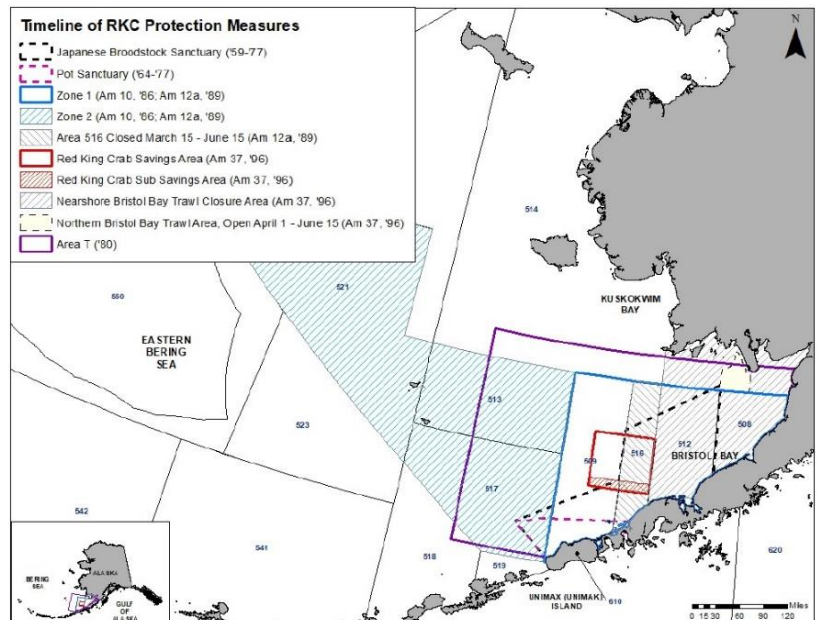 Timeline of RKC Protection Measures
Japanese Broodstock Sanctuary ('59-77)
Pot Sanctuary ('64-'77)
Zone 1 (Am 10, '86; Am 12a, '89)
Zone 2 (Am 10, '86; Am 12a, '89)
Area 516 Closed March 15 - June 15 (Am 12a, '89)
Red King Crab Savings Area (Am 37, '96)
Red King Crab Sub Savings Area (Am 37, '96)
Nearshore Bristol Bay Trawl Closure Area (Am 37, '96)
Northern Bristol Bay Trawl Area, Open April 1 - June 15 (Am 37, '96)
Area T ('80)
N
514
550
521
KUSKOKWIM
BAY
EASTERN
BERING
SEA
513
523
508
509
516
512
BRISTOL BAY
517
542
541
518
519
620
UNIMAX (UNIMAK)
ISLAND
610
BERING
SEA
ALASKA
GULF
OF
ALASKA
0 15 30 60 90 120
Miles